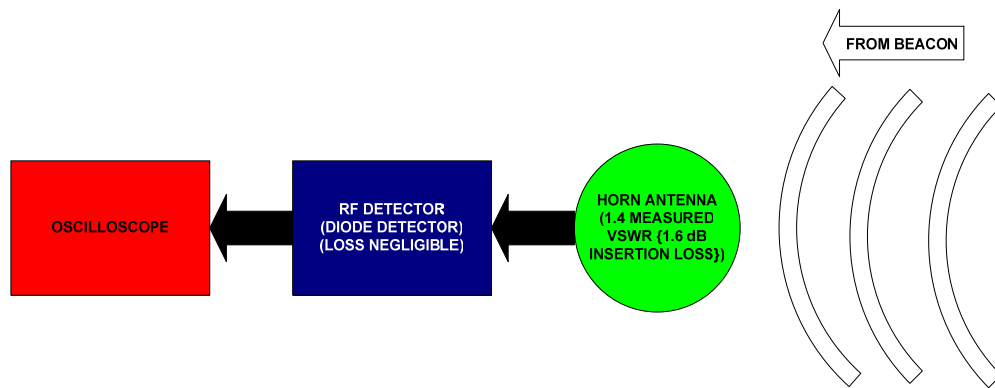 FROM BEACON
OSCILLOSCOPE
RF DETECTOR
(DIODE DETECTOR)
(LOSS NEGLIGIBLE)
HORN ANTENNA
(1.4 MEASURED
VSWR {1.6 dB
INSERTION LOSS})